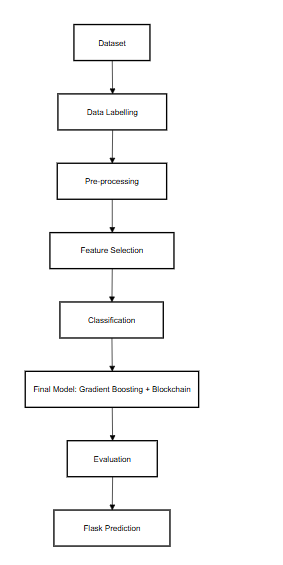 Dataset
Data Labelling
Pre-processing
Feature Selection
Classification
Final Model: Gradient Boosting + Blockchain
Evaluation
Flask Prediction